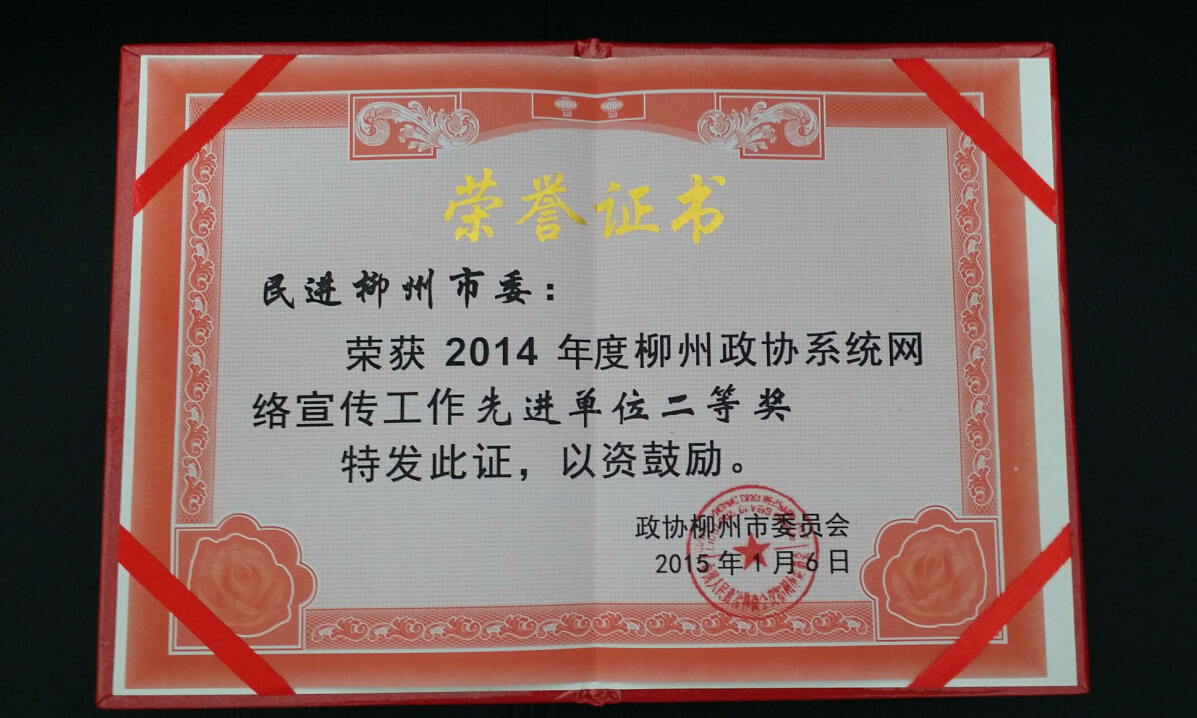 荣誉证书
民进柳州市委：
荣获 2014 年度柳州政协系统网
络宣传工作先进单位二等奖
特发此证，以资鼓励。
政协柳州市委员会
2015 年 1 月 6 日